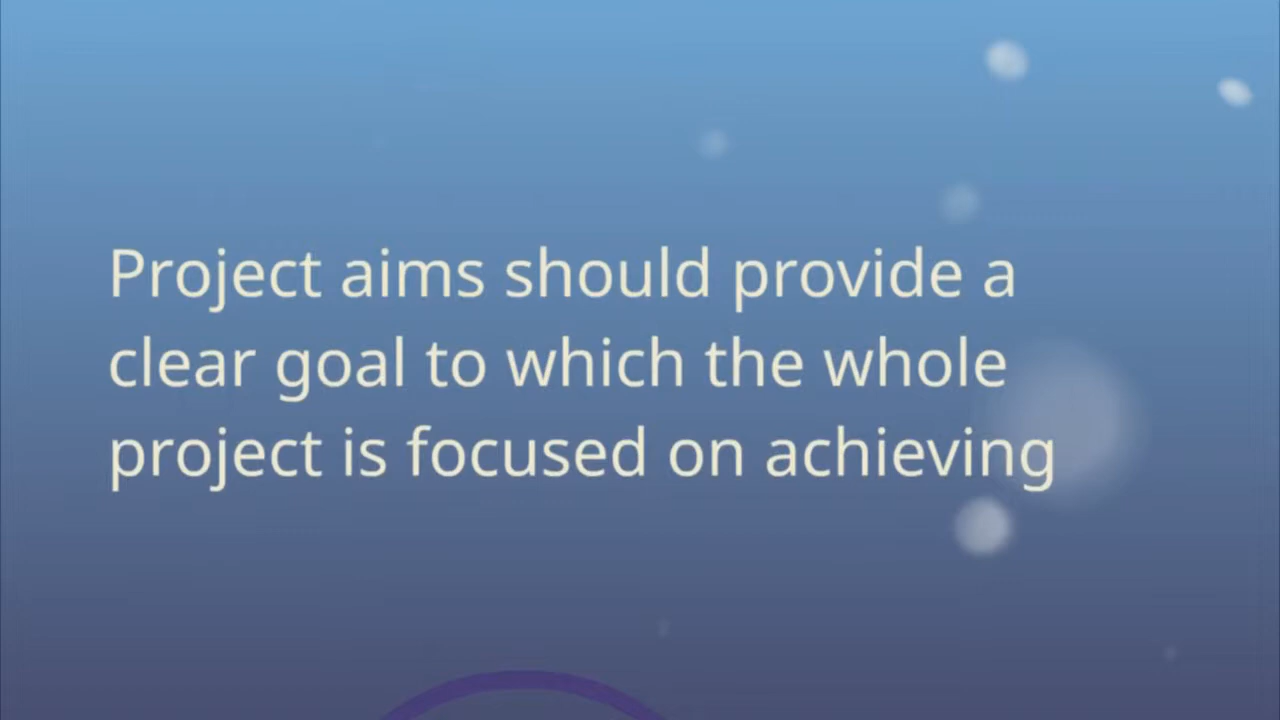 Project aims should provide a
clear goal to which the whole
project is focused on achieving